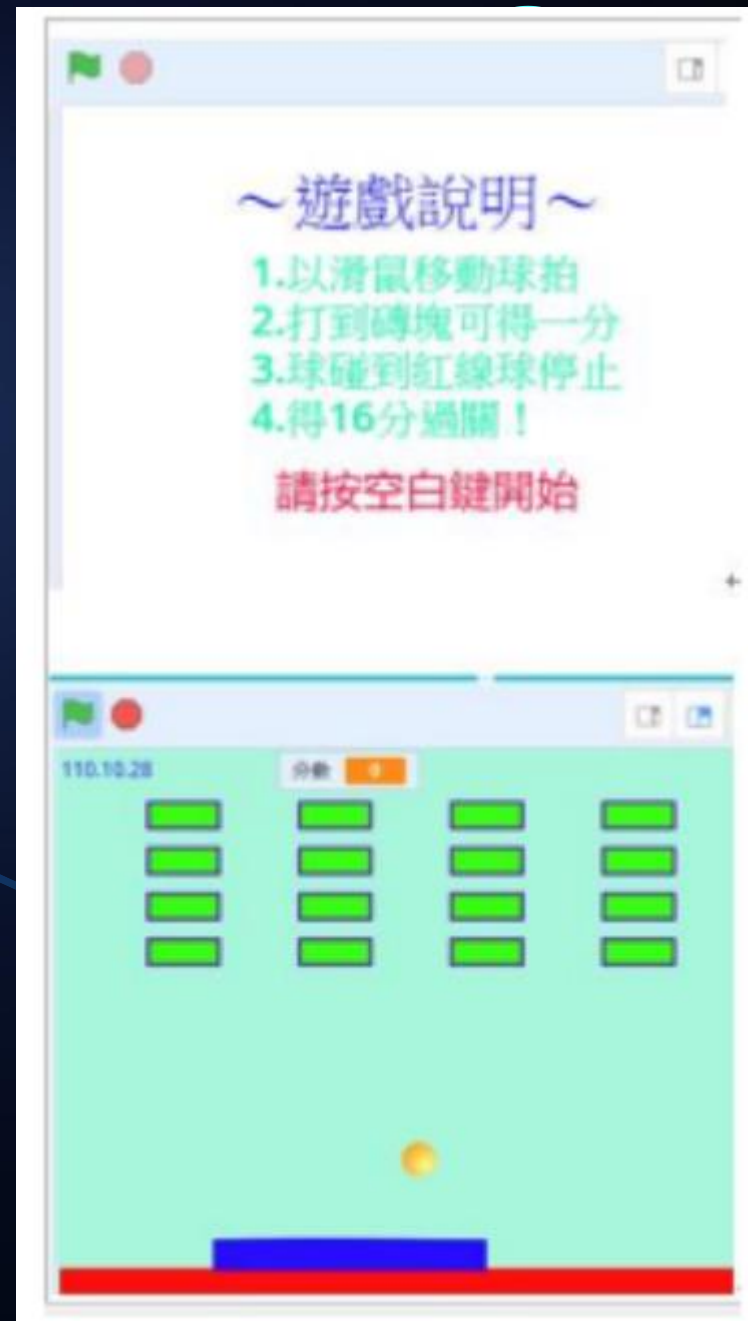 ～遊戲說明～
1.以滑鼠移動球拍
2.打到磚塊可得一分
3.球碰到紅線球停止
4.得16分過關！
請按空白鍵開始
110.10.28
分數 0